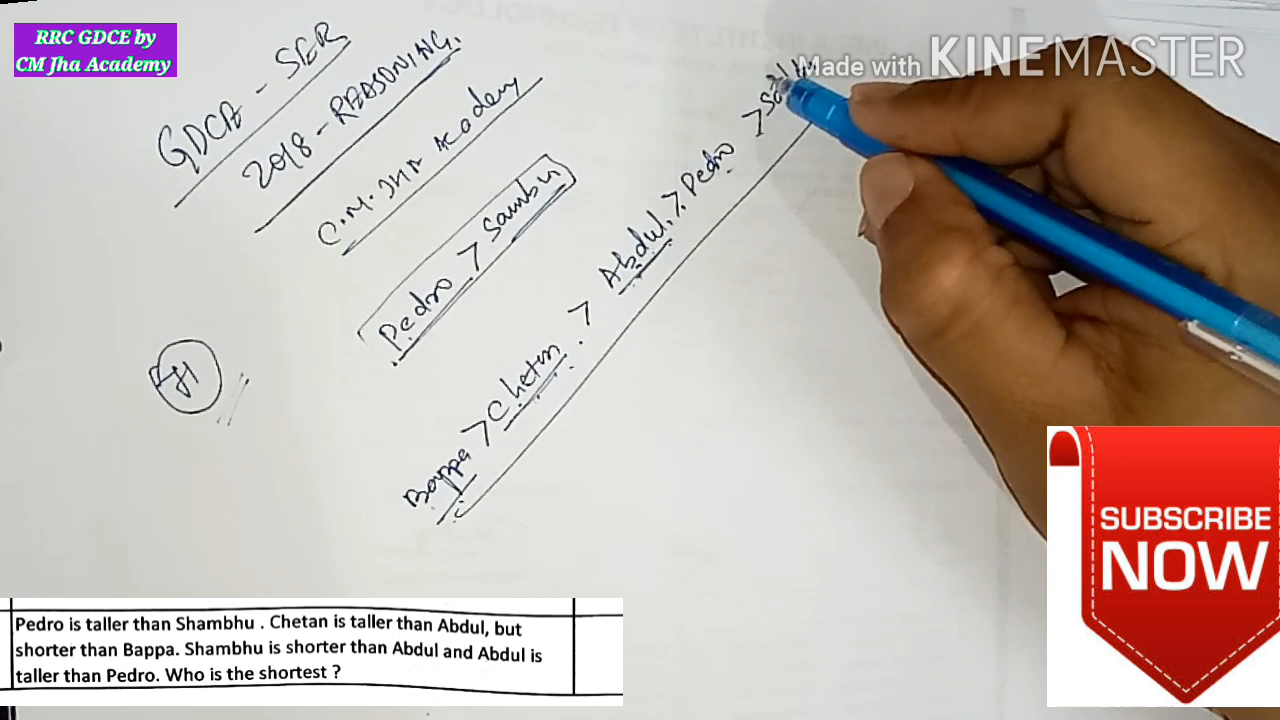 RRC GDCE by
CM Jha Academy
Made with KINEMASTER
GDCA - SER
2018 - REASONING.
C.M. JHA Academy
Pedro > Sambu
Bappa > Chetan > Abdul > Pedro >
SUBSCRIBE
NOW
Pedro is taller than Shambhu . Chetan is taller than Abdul, but
shorter than Bappa. Shambhu is shorter than Abdul and Abdul is
taller than Pedro. Who is the shortest ?